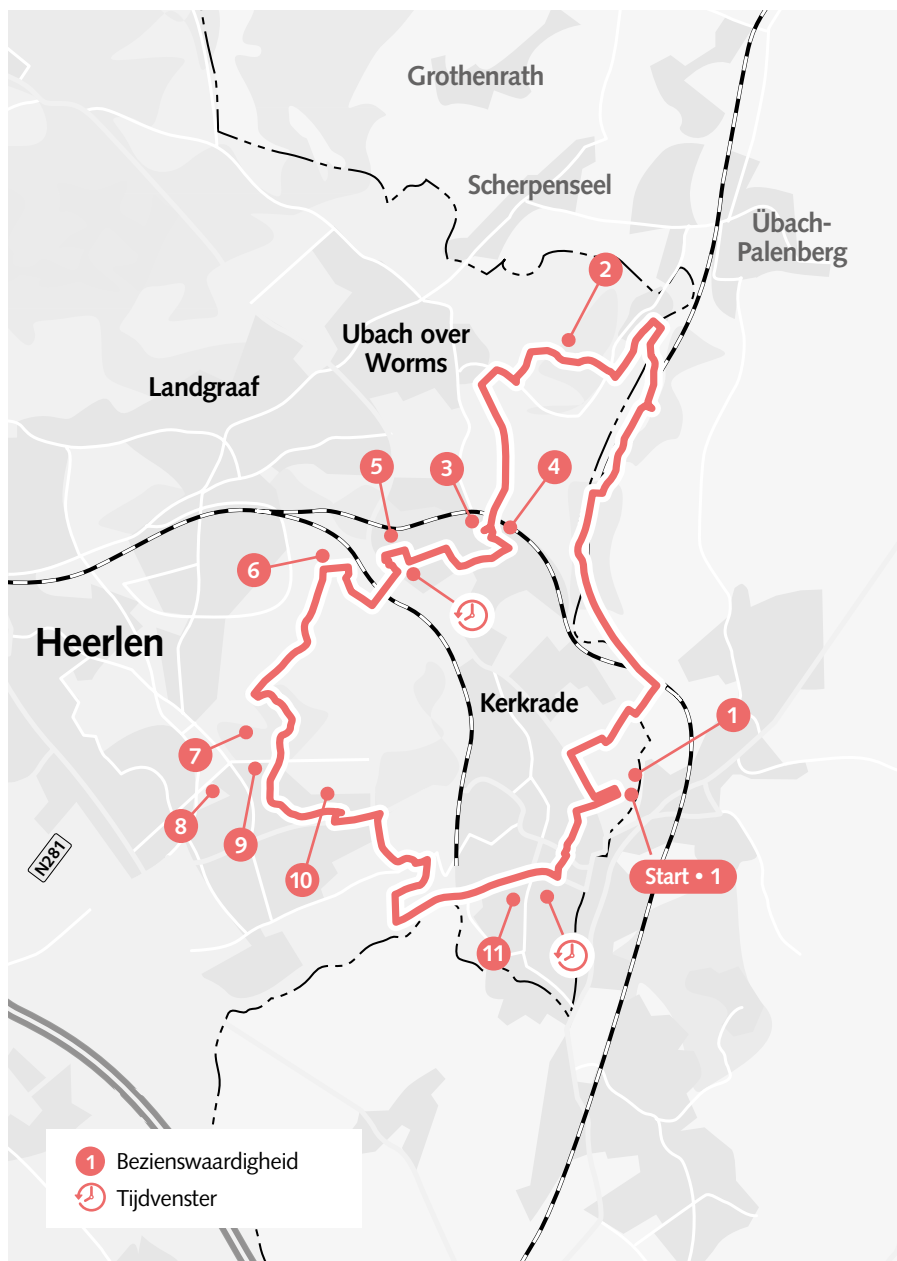 Grothenrath
Scherpenseel
Übach-
Palenberg
2
Ubach over
Worms
Landgraaf
5
3
4
6
Heerlen
Kerkrade
1
7
8
9
10
N281
Start • 1
11
1 Bezienswaardigheid
Tijdvenster